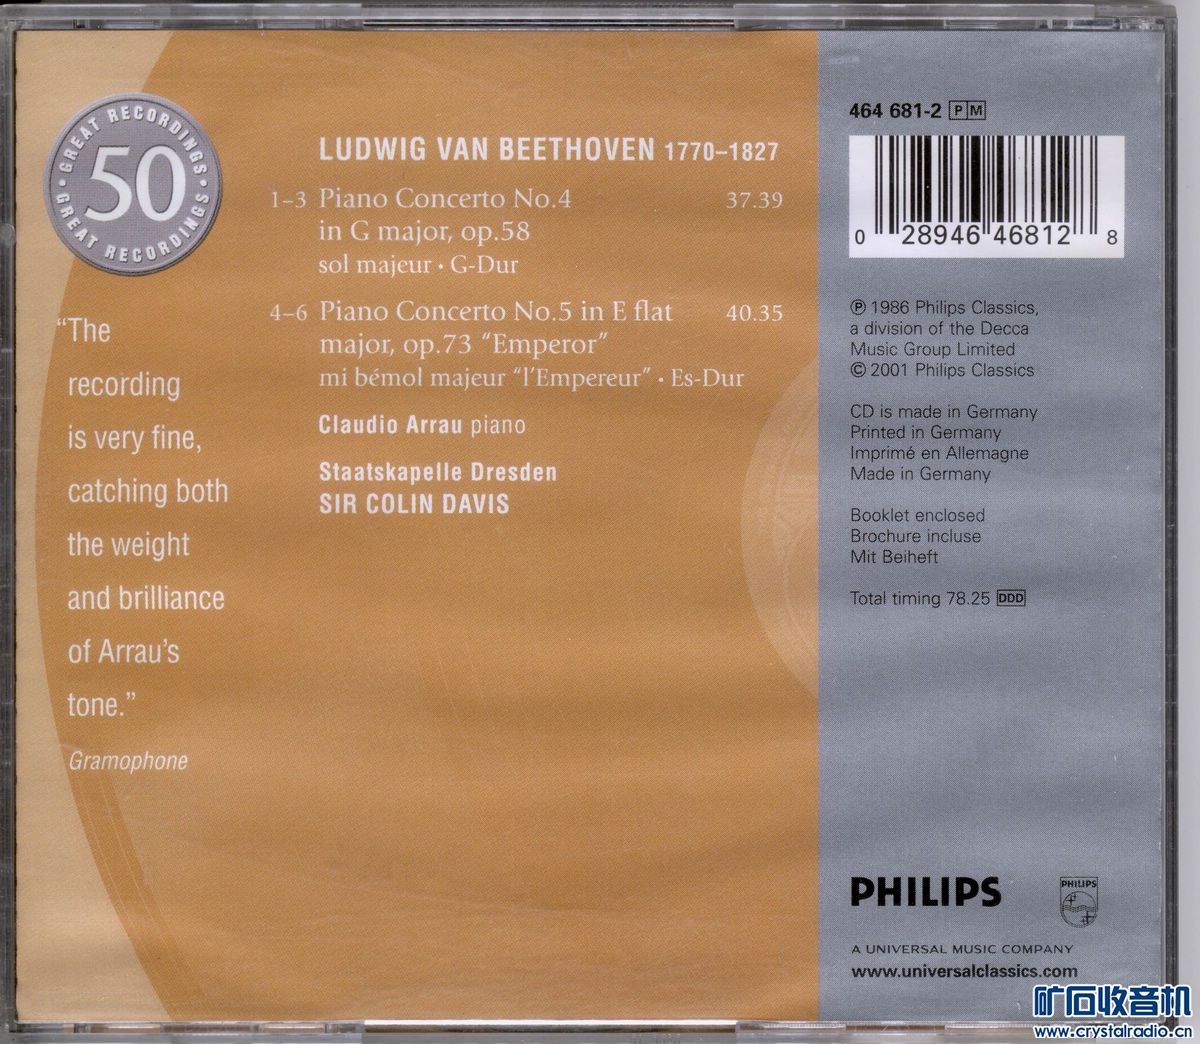 GREAT RECORDINGS
50
GREAT RECORDINGS
"The
recording
is very fine,
catching both
the weight
and brilliance
of Arrau's
tone."
Gramophone
LUDWIG VAN BEETHOVEN 1770–1827
1–3 Piano Concerto No.4 37.39
in G major, op.58
sol majeur · G-Dur
4–6 Piano Concerto No.5 in E flat 40.35
major, op.73 "Emperor"
mi bémol majeur "l'Empereur" · Es-Dur
Claudio Arrau piano
Staatskapelle Dresden
SIR COLIN DAVIS
464 681-2 PM
0 28946 46812 8
℗ 1986 Philips Classics,
a division of the Decca
Music Group Limited
© 2001 Philips Classics
CD is made in Germany
Printed in Germany
Imprimé en Allemagne
Made in Germany
Booklet enclosed
Brochure incluse
Mit Beiheft
Total timing 78.25 DDD
PHILIPS
PHILIPS
A UNIVERSAL MUSIC COMPANY
www.universalclassics.com
矿石收音机
www.crystalradio.cn